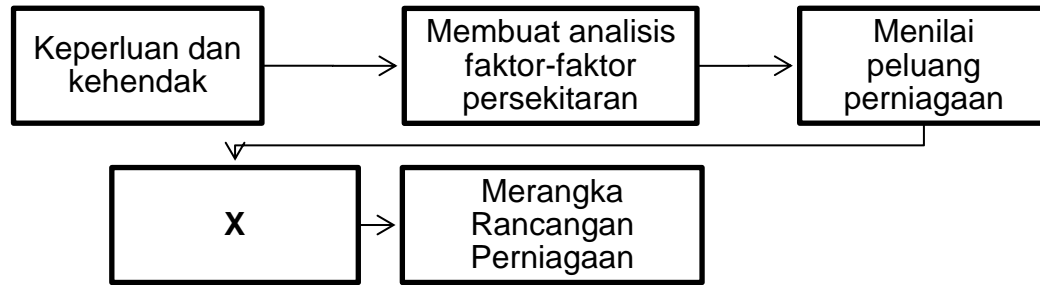 Keperluan dan
kehendak
Membuat analisis
faktor-faktor
persekitaran
Menilai
peluang
perniagaan
X
Merangka
Rancangan
Perniagaan